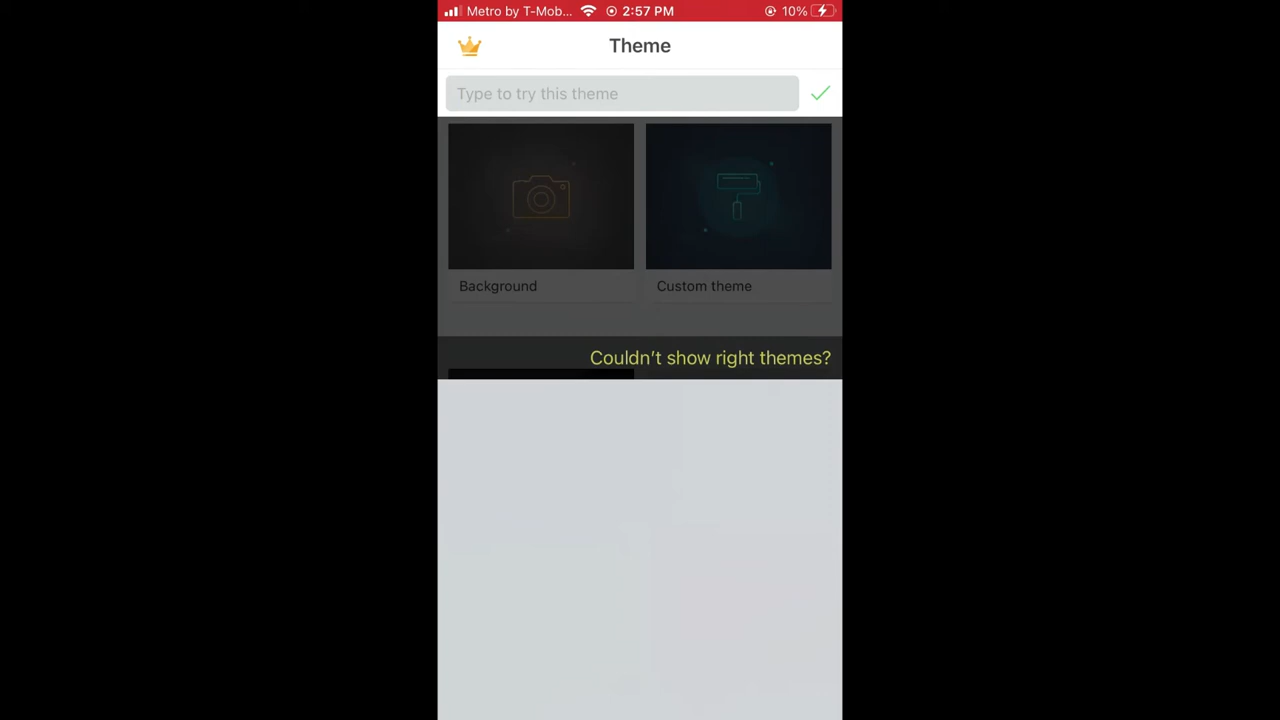 Metro by T-Mob... 2:57 PM 10%
Theme
Type to try this theme
Background Custom theme
Couldn't show right themes?